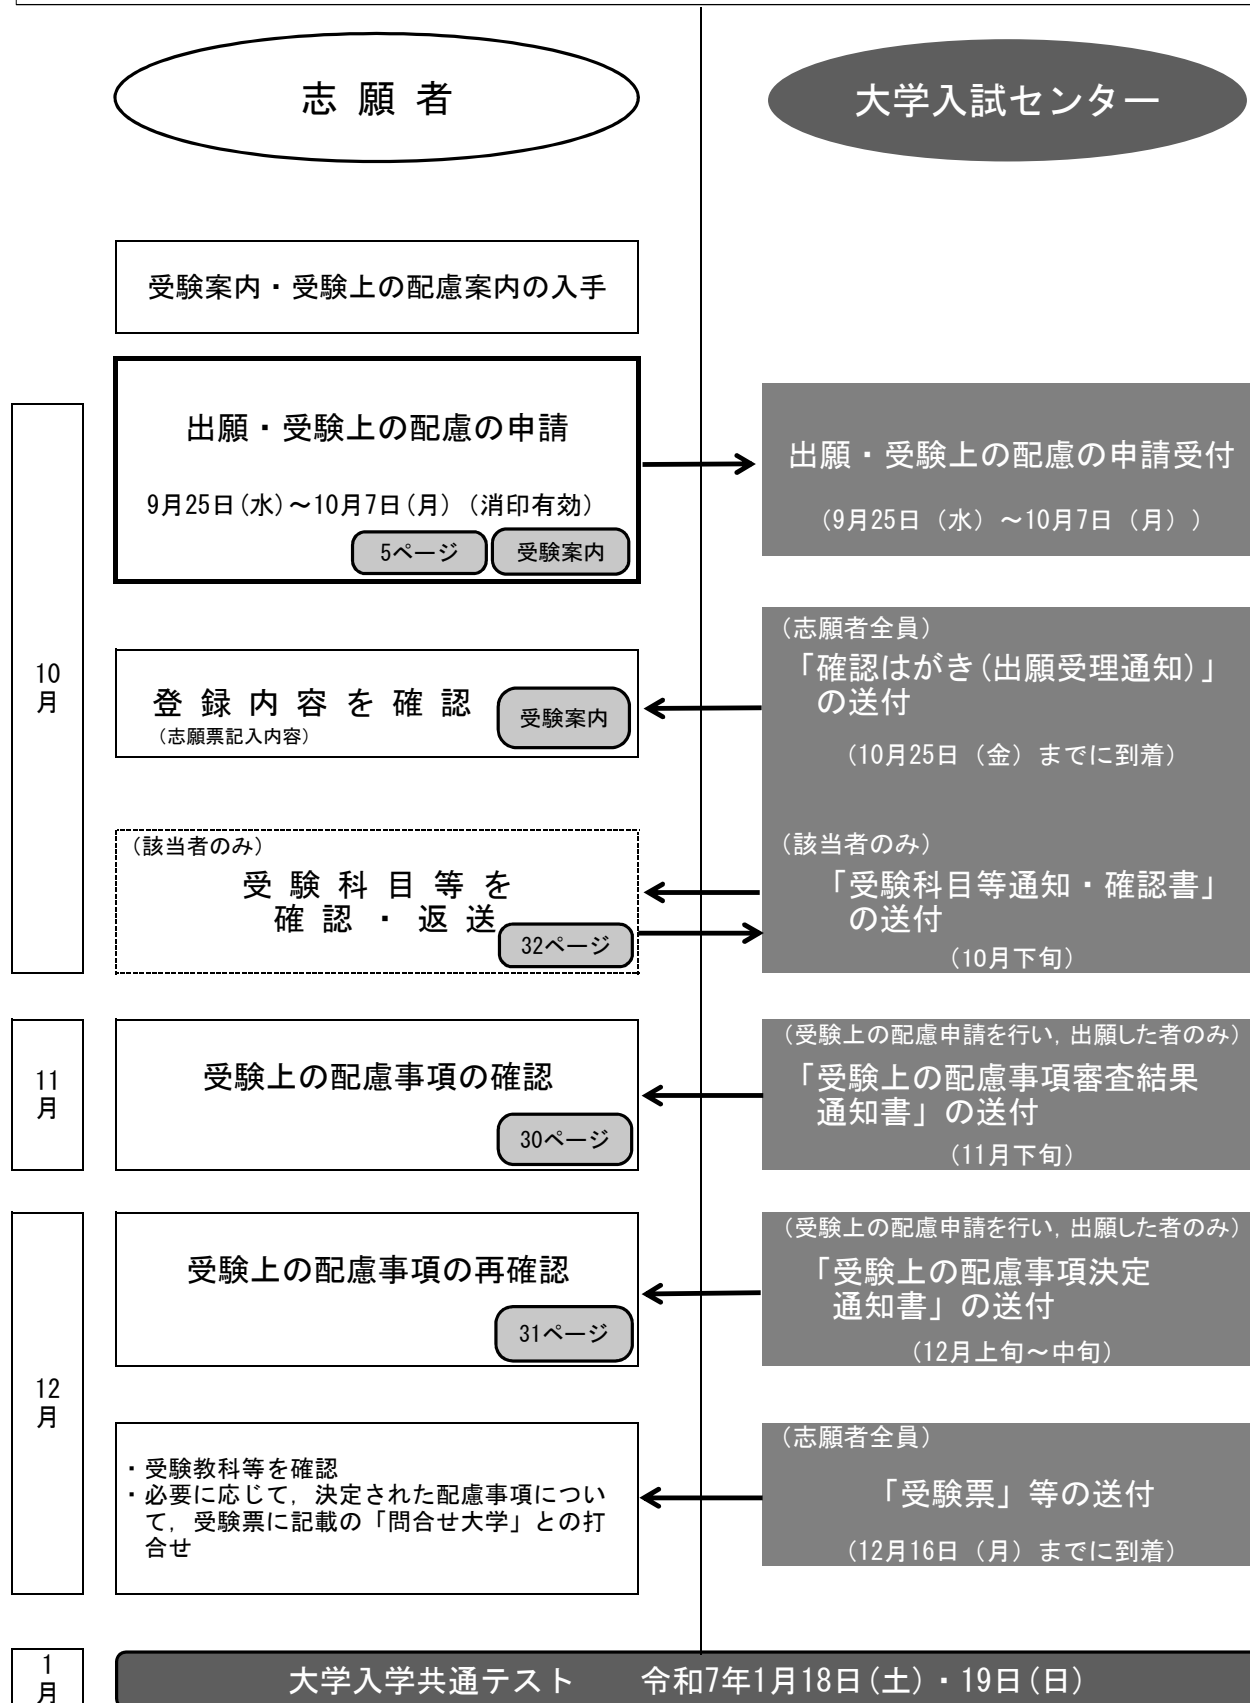 志願者
大学入試センター
受験案内・受験上の配慮案内の入手
出願・受験上の配慮の申請
9月25日(水)～10月7日(月)(消印有効)
5ページ
受験案内
出願・受験上の配慮の申請受付
(9月25日(水)～10月7日(月))
10
月
登録内容を確認
(志願票記入内容)
受験案内
(志願者全員)
「確認はがき(出願受理通知)」
の送付
(10月25日(金)までに到着)
(該当者のみ)
受験科目等を
確認・返送
32ページ
(該当者のみ)
「受験科目等通知・確認書」
の送付
(10月下旬)
11
月
受験上の配慮事項の確認
30ページ
(受験上の配慮申請を行い,出願した者のみ)
「受験上の配慮事項審査結果
通知書」の送付
(11月下旬)
12
月
受験上の配慮事項の再確認
31ページ
(受験上の配慮申請を行い,出願した者のみ)
「受験上の配慮事項決定
通知書」の送付
(12月上旬～中旬)
・受験教科等を確認
・必要に応じて,決定された配慮事項につい
て,受験票に記載の「問合せ大学」との打
合せ
(志願者全員)
「受験票」等の送付
(12月16日(月)までに到着)
1
月
大学入学共通テスト 令和7年1月18日(土)・19日(日)